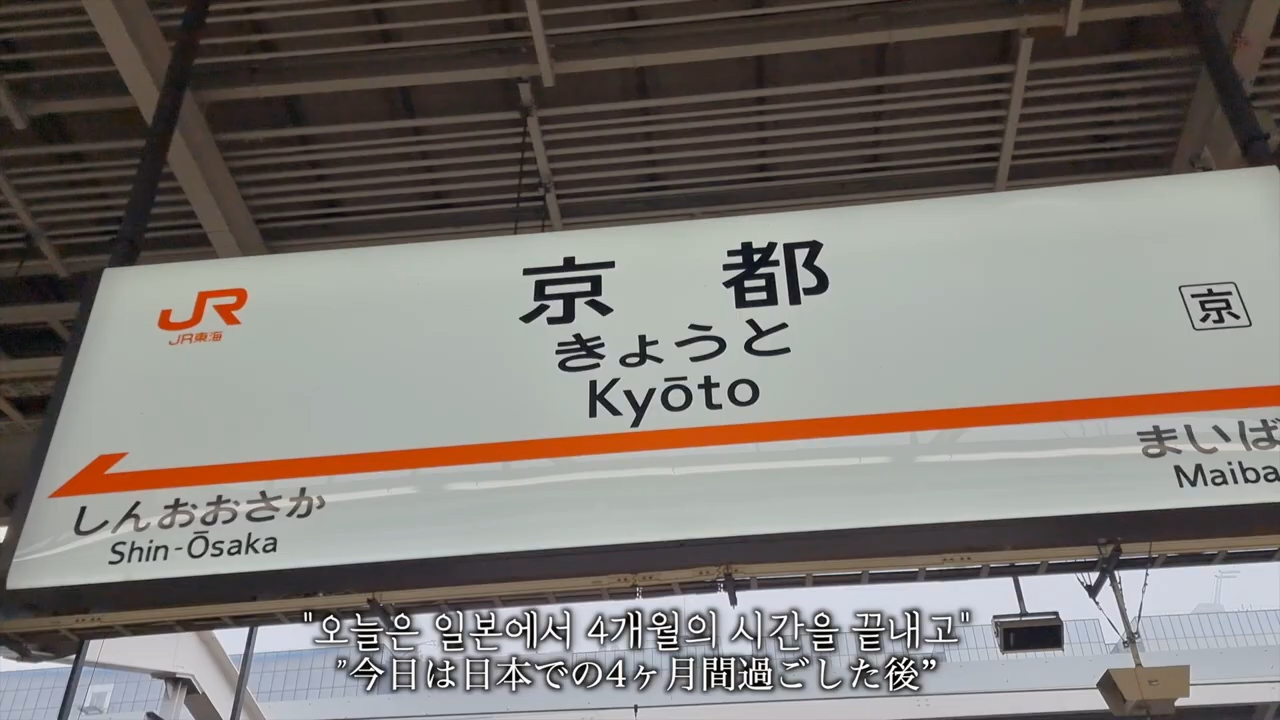 JR
JR東海
京都
きょうと
Kyōto
京
しんおおさか
Shin-Ōsaka
まいば
Maiba
"오늘은 일본에서 4개월의 시간을 끝내고"
”今日は日本での4ヶ月間過ごした後”